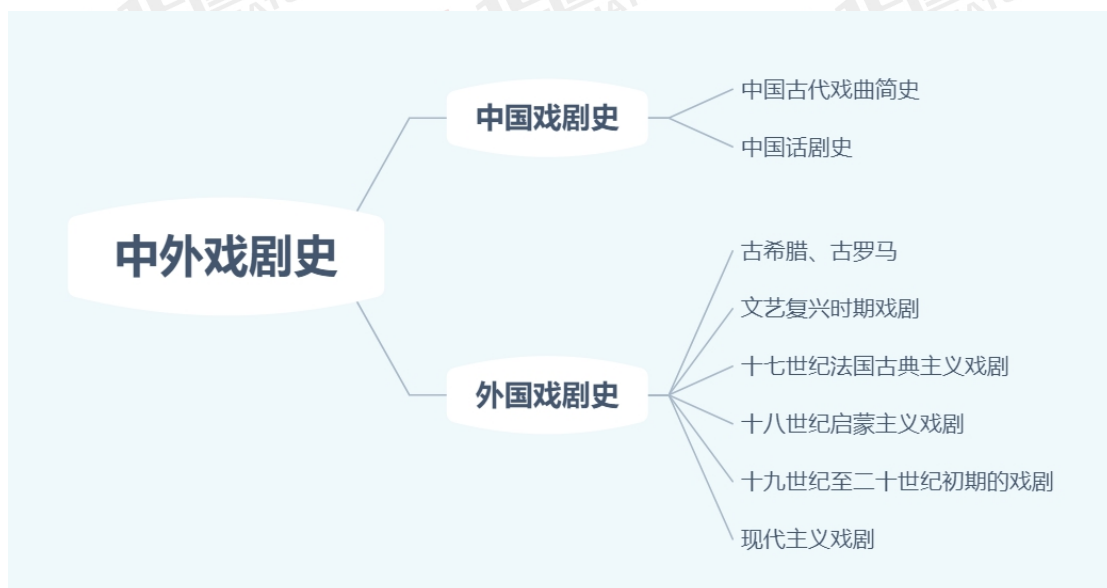 中外戏剧史
中国戏剧史
中国古代戏曲简史
中国话剧史
外国戏剧史
古希腊、古罗马
文艺复兴时期戏剧
十七世纪法国古典主义戏剧
十八世纪启蒙主义戏剧
十九世纪至二十世纪初期的戏剧
现代主义戏剧